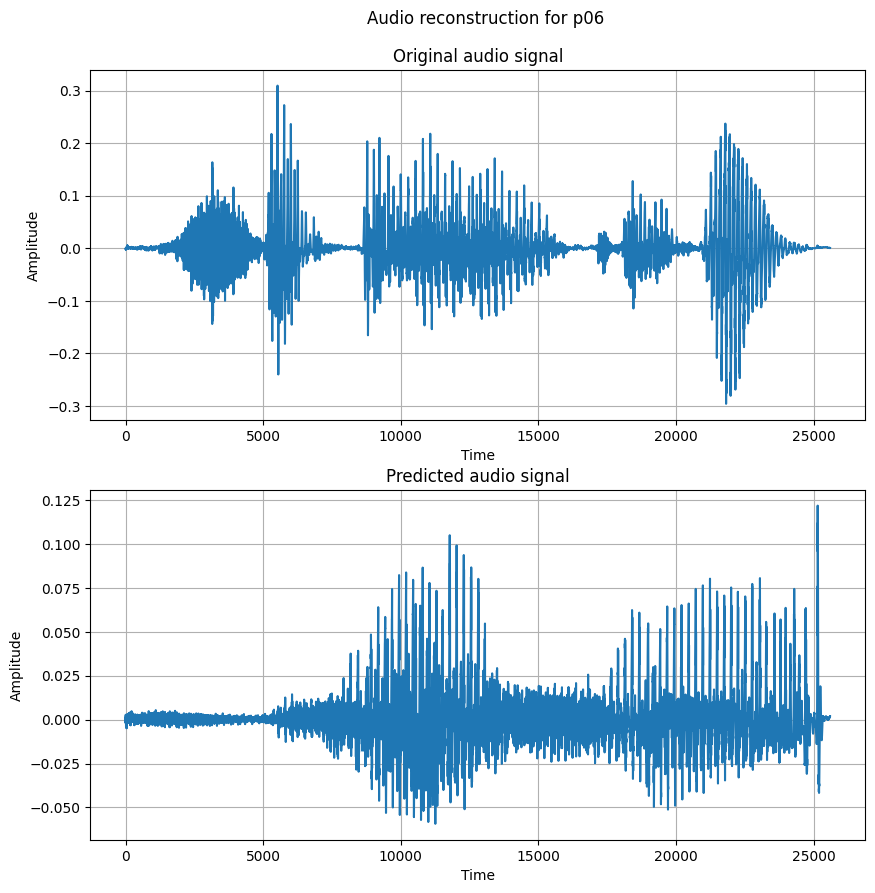 Audio reconstruction for p06
Original audio signal
0.3
0.2
0.1
0.0
−0.1
−0.2
−0.3
Amplitude
0 5000 10000 15000 20000 25000
Time
Predicted audio signal
0.125
0.100
0.075
0.050
0.025
0.000
−0.025
−0.050
Amplitude
0 5000 10000 15000 20000 25000
Time